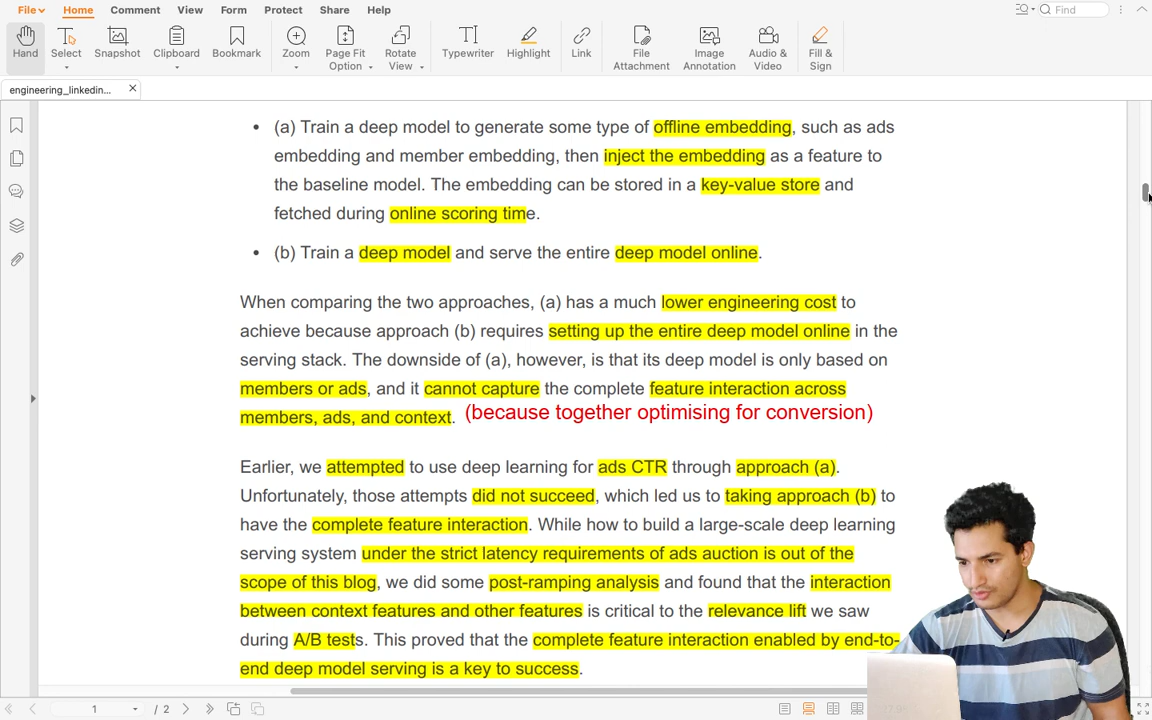 File Home Comment View Form Protect Share Help Find
Hand Select Snapshot Clipboard Bookmark Zoom Page Fit Option Rotate View Typewriter Highlight Link File Attachment Image Annotation Audio & Video Fill & Sign
engineering_linkedin...
• (a) Train a deep model to generate some type of offline embedding, such as ads
embedding and member embedding, then inject the embedding as a feature to
the baseline model. The embedding can be stored in a key-value store and
fetched during online scoring time.
• (b) Train a deep model and serve the entire deep model online.
When comparing the two approaches, (a) has a much lower engineering cost to
achieve because approach (b) requires setting up the entire deep model online in the
serving stack. The downside of (a), however, is that its deep model is only based on
members or ads, and it cannot capture the complete feature interaction across
members, ads, and context. (because together optimising for conversion)
Earlier, we attempted to use deep learning for ads CTR through approach (a).
Unfortunately, those attempts did not succeed, which led us to taking approach (b) to
have the complete feature interaction. While how to build a large-scale deep learning
serving system under the strict latency requirements of ads auction is out of the
scope of this blog, we did some post-ramping analysis and found that the interaction
between context features and other features is critical to the relevance lift we saw
during A/B tests. This proved that the complete feature interaction enabled by end-to-
end deep model serving is a key to success.
1 / 2